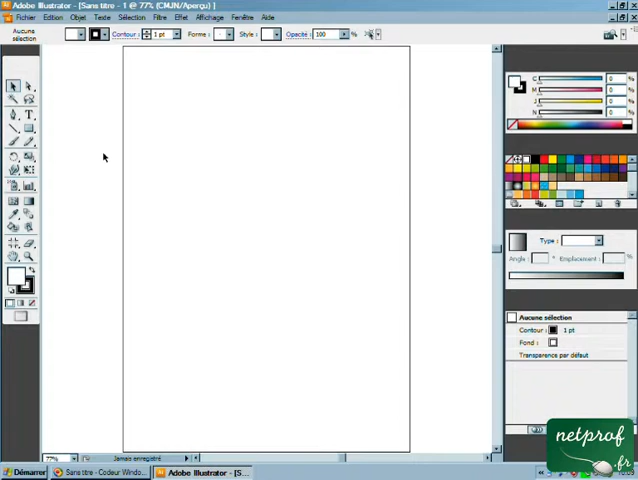 Adobe Illustrator - [Sans titre - 1 @ 77% (CMJN/Aperçu) ]
Fichier Edition Objet Texte Sélection Filtre Effet Affichage Fenêtre Aide
Aucune sélection
Contour : 1 pt Forme : Style : Opacité : 100 %
C 0
M 0
J 0
N 0
Type :
Angle : ° Emplacement : %
Aucune sélection
Contour : 1 pt
Fond :
Transparence par défaut
77% Jamais enregistré
netprof
.fr
Démarrer Sans titre - Codeur Window... Adobe Illustrator - [S...